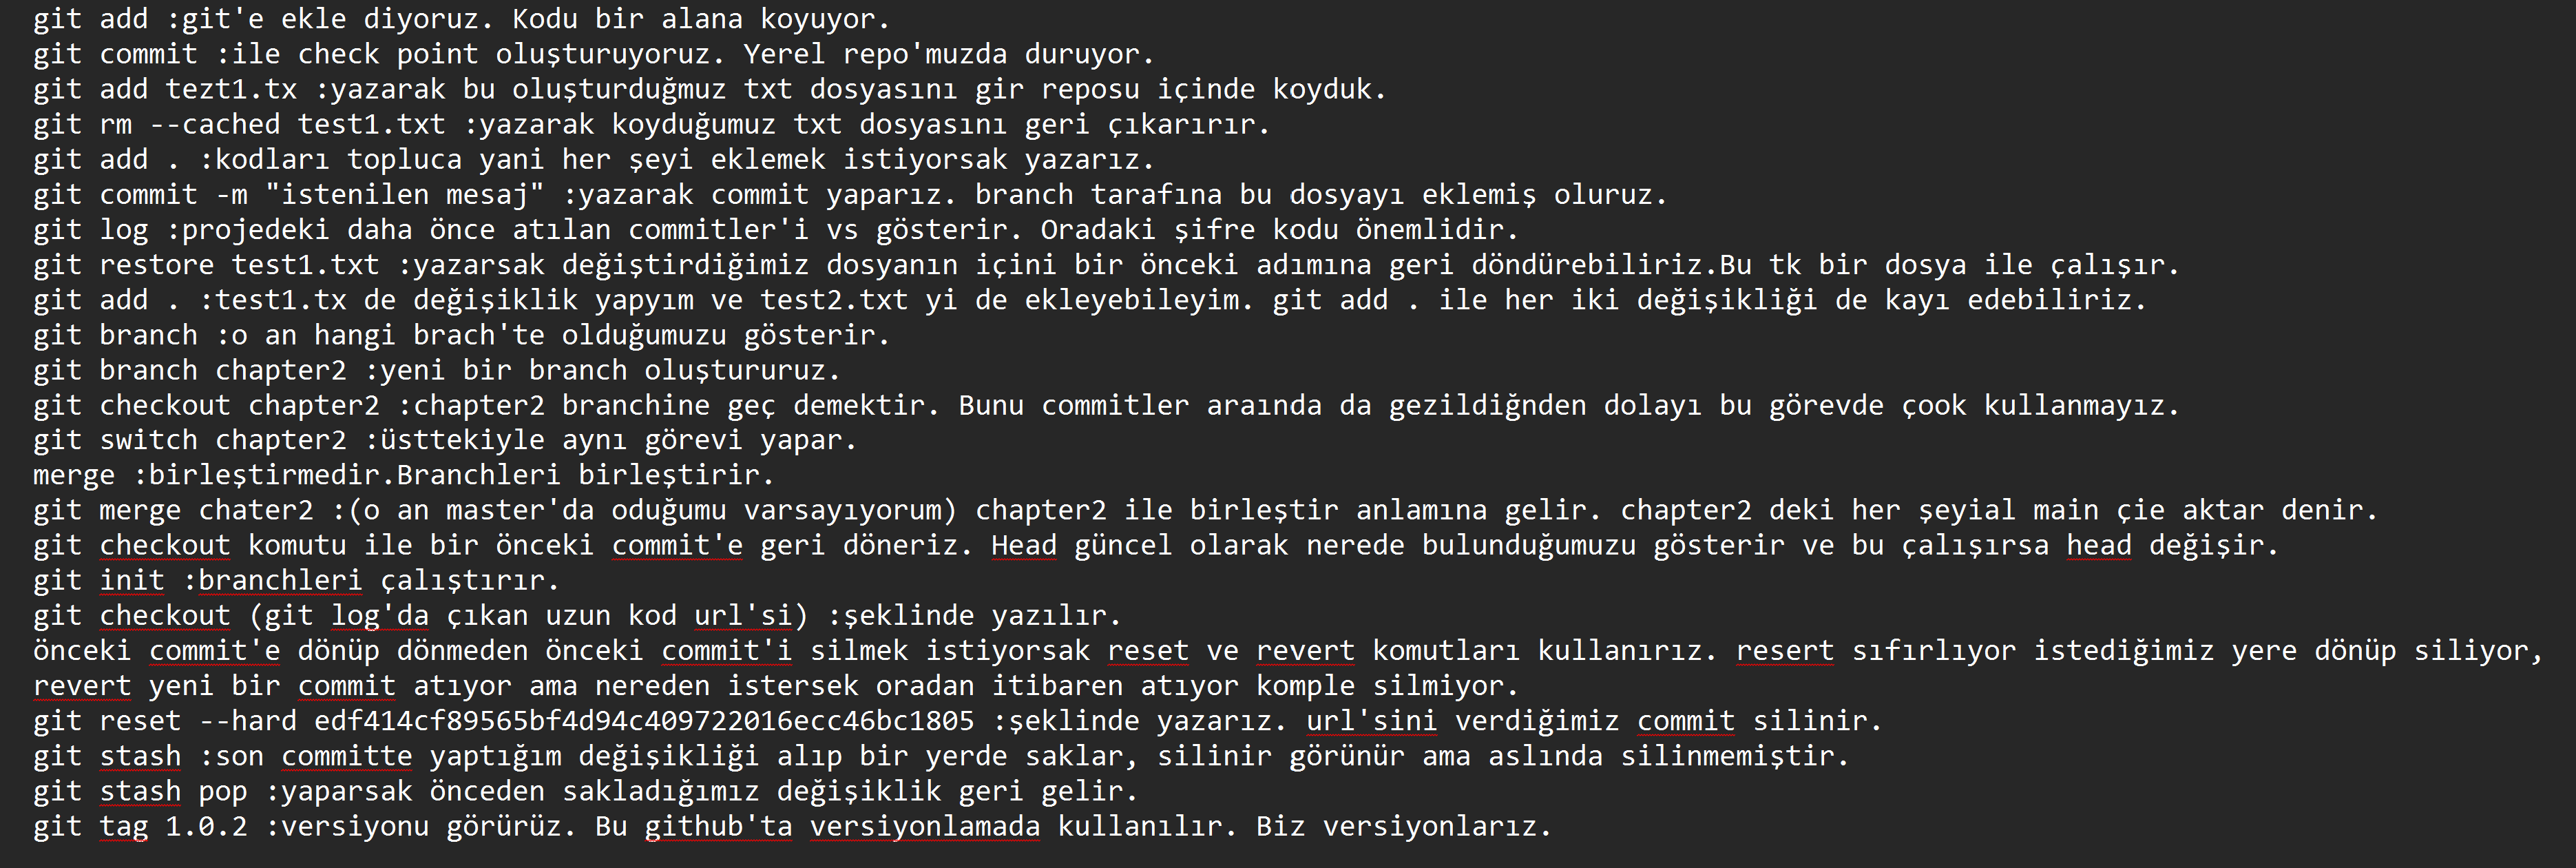 git add :git'e ekle diyoruz. Kodu bir alana koyuyor.
git commit :ile check point oluşturuyoruz. Yerel repo'muzda duruyor.
git add tezt1.tx :yazarak bu oluşturduğmuz txt dosyasını gir reposu içinde koyduk.
git rm --cached test1.txt :yazarak koyduğumuz txt dosyasını geri çıkarırır.
git add . :kodları topluca yani her şeyi eklemek istiyorsak yazarız.
git commit -m "istenilen mesaj" :yazarak commit yaparız. branch tarafına bu dosyayı eklemiş oluruz.
git log :projedeki daha önce atılan commitler'i vs gösterir. Oradaki şifre kodu önemlidir.
git restore test1.txt :yazarsak değiştirdiğimiz dosyanın içini bir önceki adımına geri döndürebiliriz.Bu tk bir dosya ile çalışır.
git add . :test1.tx de değişiklik yapyım ve test2.txt yi de ekleyebileyim. git add . ile her iki değişikliği de kayı edebiliriz.
git branch :o an hangi brach'te olduğumuzu gösterir.
git branch chapter2 :yeni bir branch oluştururuz.
git checkout chapter2 :chapter2 branchine geç demektir. Bunu commitler araında da gezildiğnden dolayı bu görevde çook kullanmayız.
git switch chapter2 :üsttekiyle aynı görevi yapar.
merge :birleştirmedir.Branchleri birleştirir.
git merge chater2 :(o an master'da oduğumu varsayıyorum) chapter2 ile birleştir anlamına gelir. chapter2 deki her şeyial main çie aktar denir.
git checkout komutu ile bir önceki commit'e geri döneriz. Head güncel olarak nerede bulunduğumuzu gösterir ve bu çalışırsa head değişir.
git init :branchleri çalıştırır.
git checkout (git log'da çıkan uzun kod url'si) :şeklinde yazılır.
önceki commit'e dönüp dönmeden önceki commit'i silmek istiyorsak reset ve revert komutları kullanırız. resert sıfırlıyor istediğimiz yere dönüp siliyor,
revert yeni bir commit atıyor ama nereden istersek oradan itibaren atıyor komple silmiyor.
git reset --hard edf414cf89565bf4d94c409722016ecc46bc1805 :şeklinde yazarız. url'sini verdiğimiz commit silinir.
git stash :son committe yaptığım değişikliği alıp bir yerde saklar, silinir görünür ama aslında silinmemiştir.
git stash pop :yaparsak önceden sakladığımız değişiklik geri gelir.
git tag 1.0.2 :versiyonu görürüz. Bu github'ta versiyonlamada kullanılır. Biz versiyonlarız.